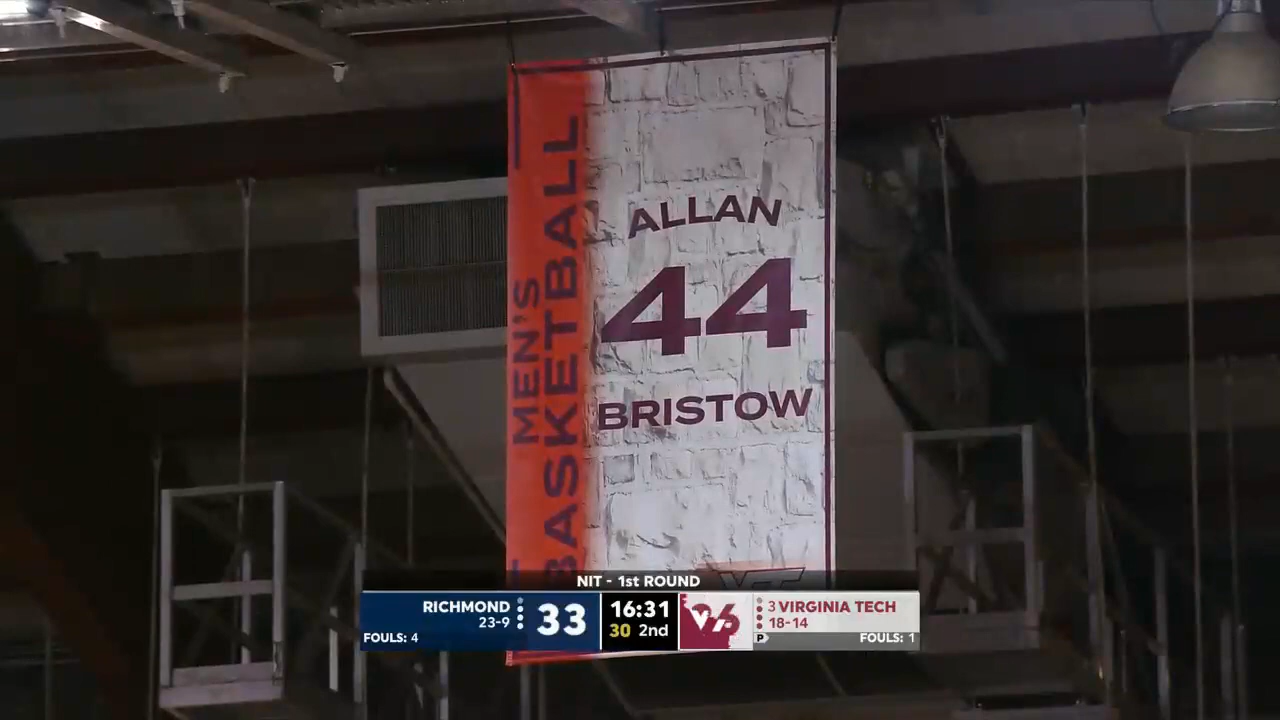 MEN'S
BASKETBALL
ALLAN
44
BRISTOW
NIT - 1st ROUND
RICHMOND
23-9
33
FOULS: 4
16:31
30 2nd
3 VIRGINIA TECH
18-14
P
FOULS: 1